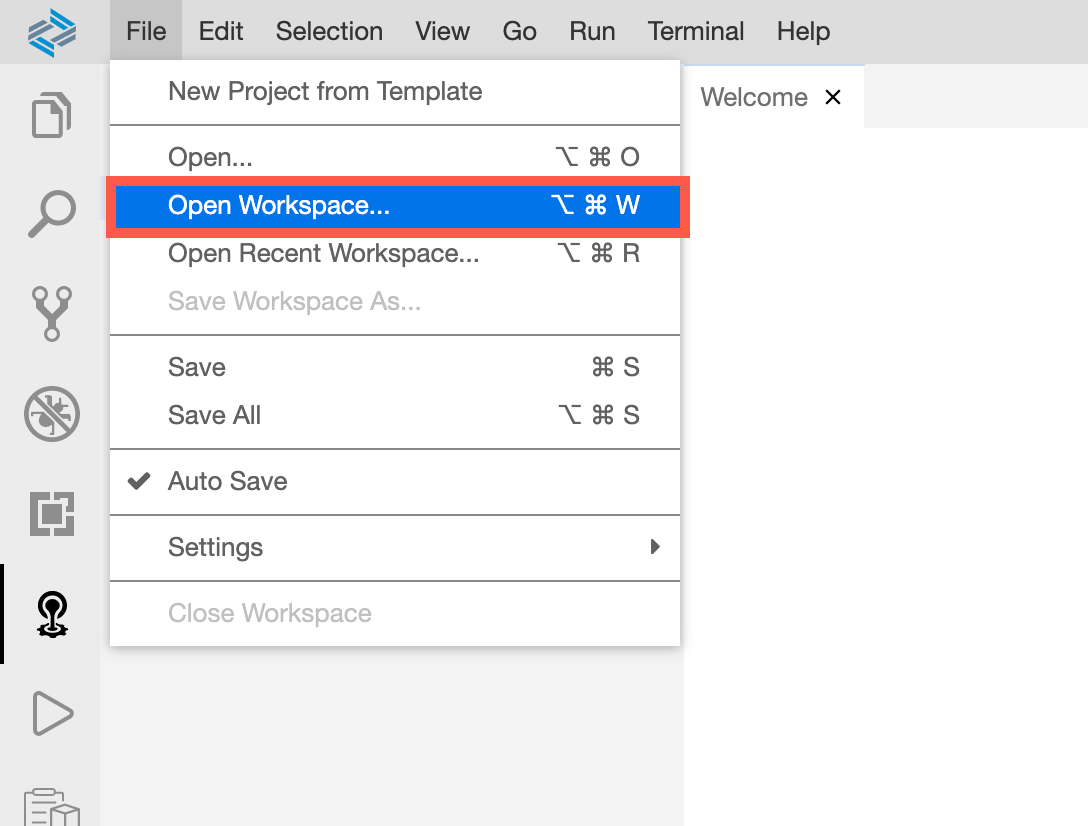 File Edit Selection View Go Run Terminal Help
New Project from Template
Welcome ×
Open... ⌥ ⌘ O
Open Workspace... ⌥ ⌘ W
Open Recent Workspace... ⌥ ⌘ R
Save Workspace As...
Save ⌘ S
Save All ⌥ ⌘ S
✔ Auto Save
Settings
Close Workspace